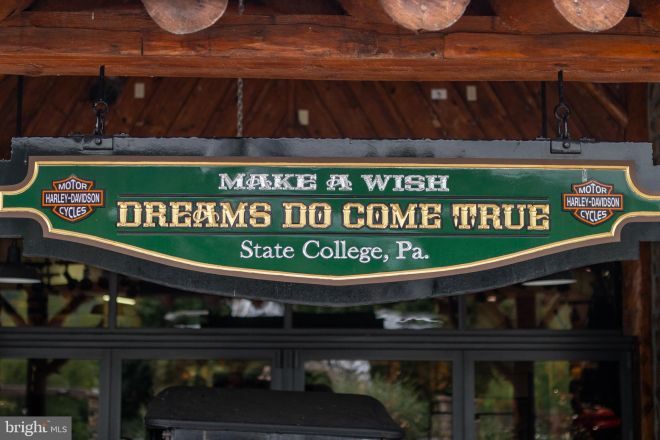 MAKE A WISH
MOTOR
HARLEY-DAVIDSON
CYCLES
DREAMS DO COME TRUE
MOTOR
HARLEY-DAVIDSON
CYCLES
State College, Pa.
bright MLS